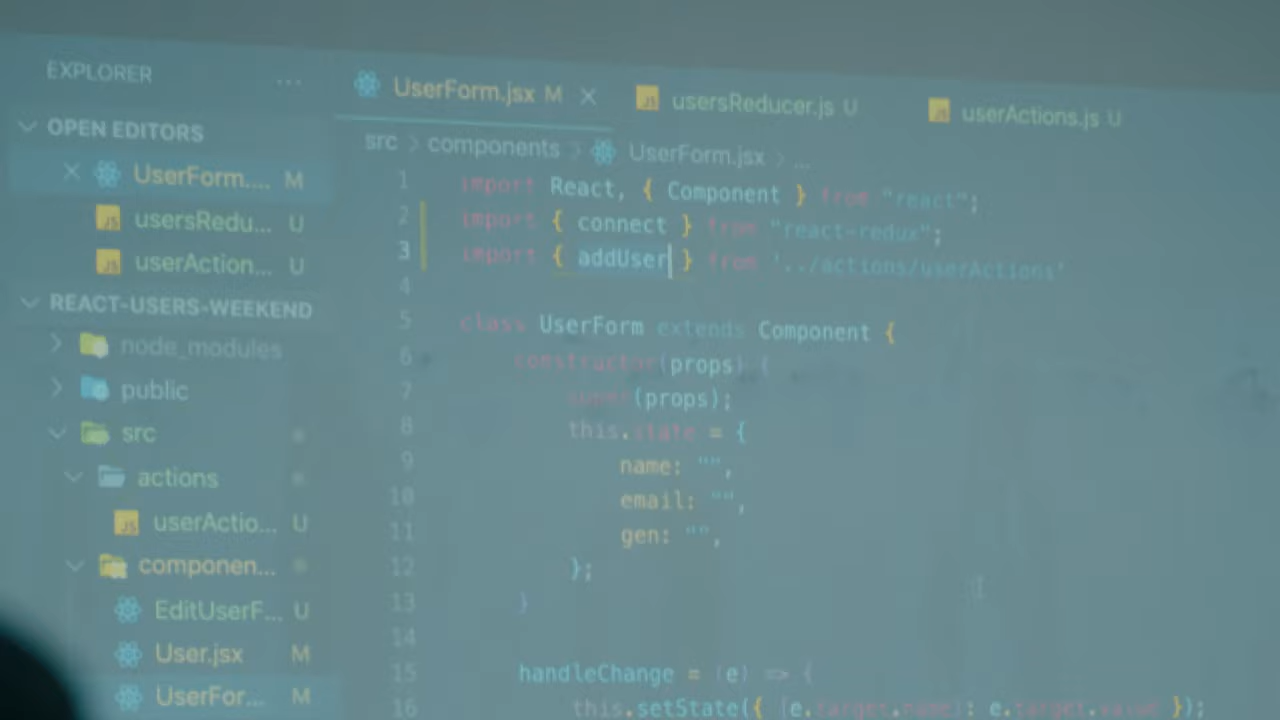 EXPLORER ...
UserForm.jsx M
usersReducer.js U
userActions.js U
OPEN EDITORS
UserForm.... M
usersRedu... U
userAction... U
REACT-USERS-WEEKEND
node_modules
public
src
actions
userActio... U
componen...
EditUserF... U
User.jsx M
UserFor... M
src > components > UserForm.jsx > ...
1 import React, { Component } from "react";
2 import { connect } from "react-redux";
3 import { addUser } from '../actions/userActions'
4
5 class UserForm extends Component {
6 constructor(props) {
7 super(props);
8 this.state = {
9 name: "",
10 email: "",
11 gen: "",
12 };
13 }
14
15 handleChange = (e) => {
16 this.setState({ [e.target.name]: e.target.value });